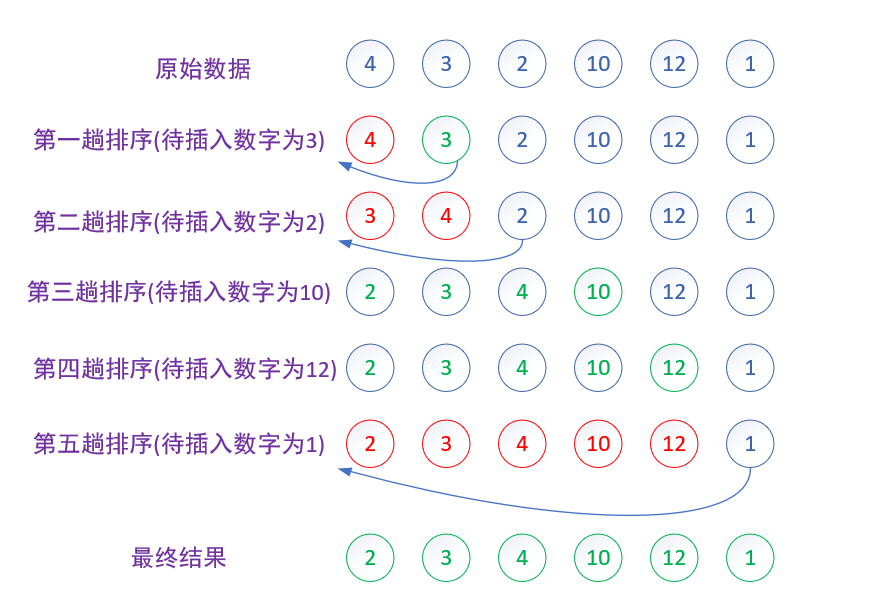 原始数据 4 3 2 10 12 1
第一趟排序(待插入数字为3) 4 3 2 10 12 1
第二趟排序(待插入数字为2) 3 4 2 10 12 1
第三趟排序(待插入数字为10) 2 3 4 10 12 1
第四趟排序(待插入数字为12) 2 3 4 10 12 1
第五趟排序(待插入数字为1) 2 3 4 10 12 1
最终结果 2 3 4 10 12 1